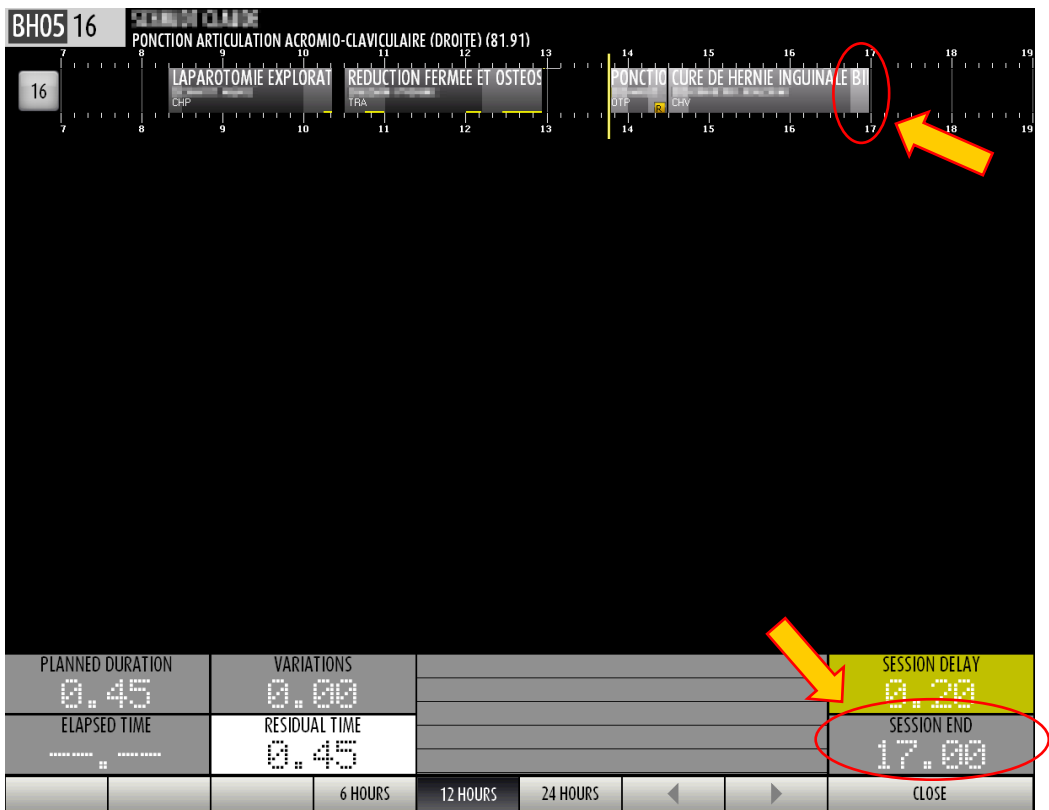 BH05 16
PONCTION ARTICULATION ACROMIO-CLAVICULAIRE (DROITE) (81.91)
7 8 9 10 11 12 13 14 15 16 17 18 19
16
LAPAROTOMIE EXPLORAT REDUCTION FERMEE ET OSTEOS PONCTIO CURE DE HERNIE INGUINALE BI
CHP TRA OTP R CHV
7 8 9 10 11 12 13 14 15 16 17 18 19
PLANNED DURATION VARIATIONS SESSION DELAY
0.45 0.00 0.20
ELAPSED TIME RESIDUAL TIME SESSION END
--.-- 0.45 17.00
6 HOURS 12 HOURS 24 HOURS CLOSE